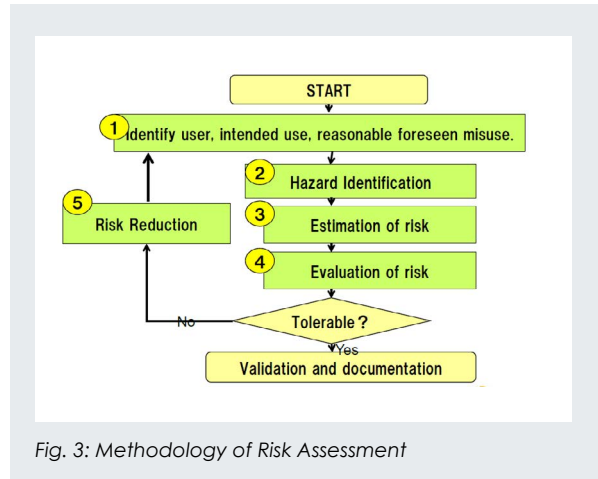 START
1
Identify user, intended use, reasonable foreseen misuse.
2
Hazard Identification
5
Risk Reduction
3
Estimation of risk
4
Evaluation of risk
Tolerable?
No
Yes
Validation and documentation
Fig. 3: Methodology of Risk Assessment